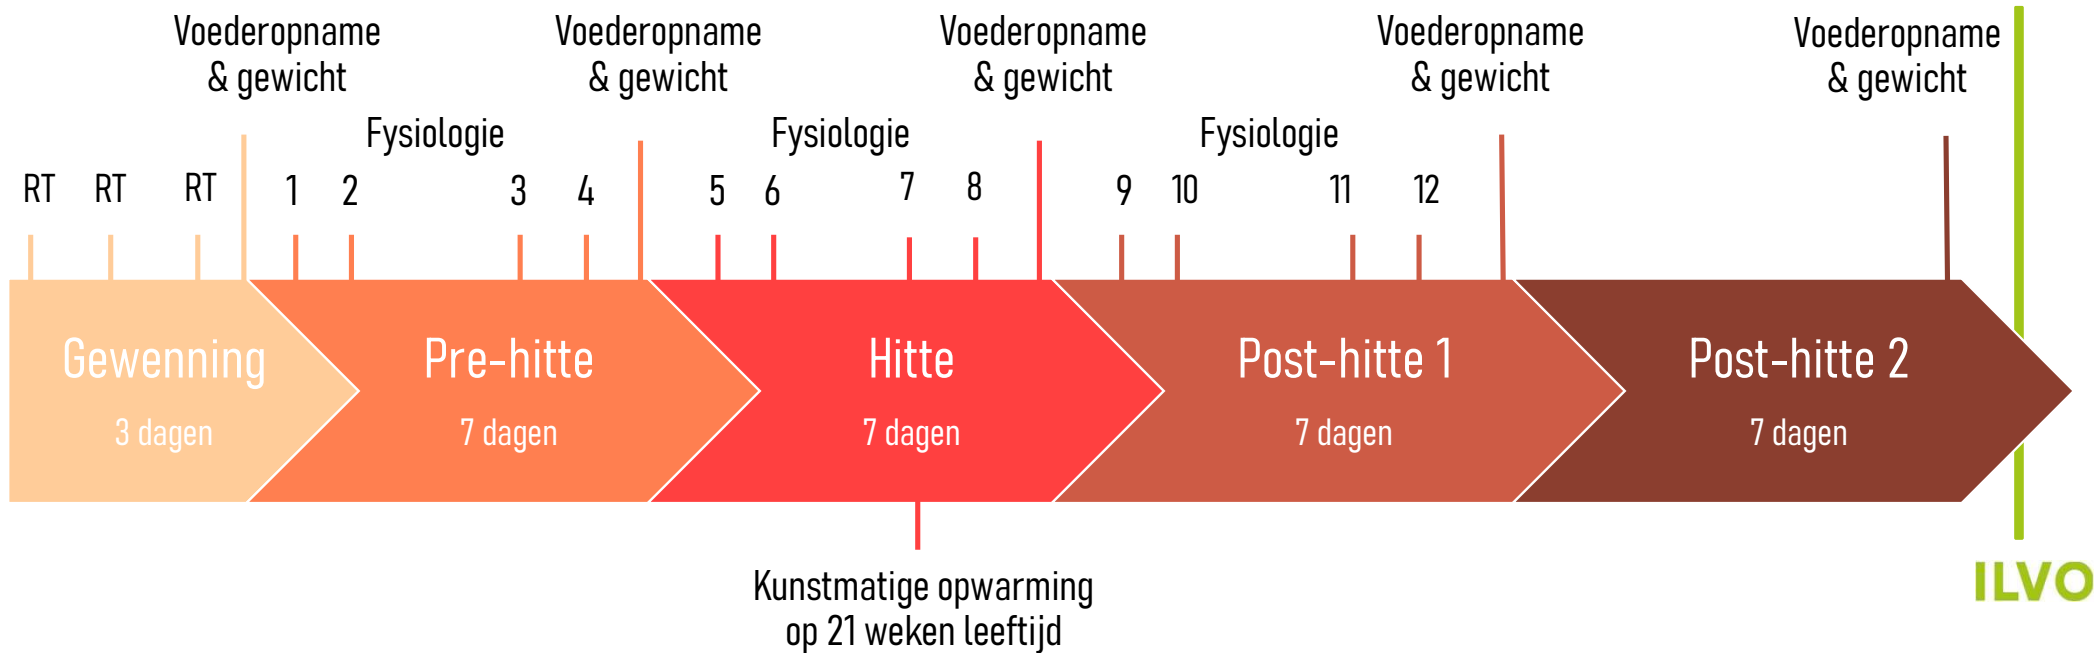 Voederopname
& gewicht
Voederopname
& gewicht
Voederopname
& gewicht
Voederopname
& gewicht
Voederopname
& gewicht
Fysiologie
Fysiologie
Fysiologie
RT RT RT 1 2 3 4 5 6 7 8 9 10 11 12
Gewenning
3 dagen
Pre-hitte
7 dagen
Hitte
7 dagen
Post-hitte 1
7 dagen
Post-hitte 2
7 dagen
Kunstmatige opwarming
op 21 weken leeftijd
ILVO